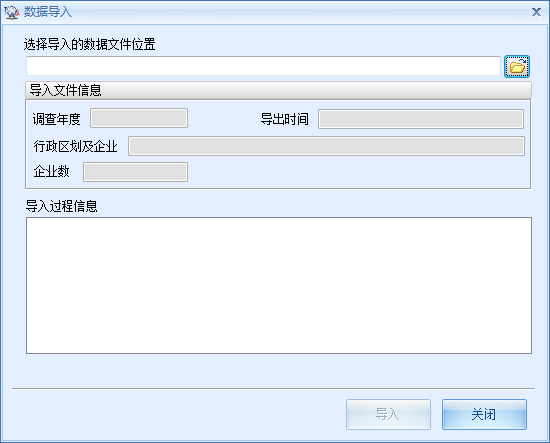 数据导入
选择导入的数据文件位置
导入文件信息
调查年度 导出时间
行政区划及企业
企业数
导入过程信息
导入 关闭